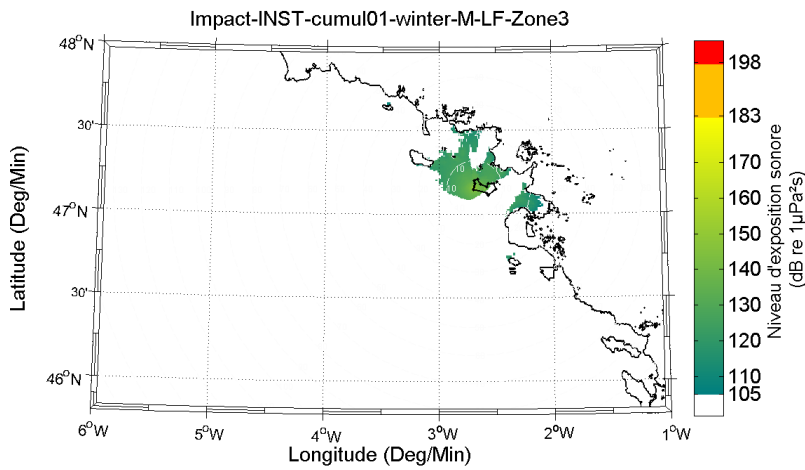 Impact-INST-cumul01-winter-M-LF-Zone3
48°N
30'
47°N
30'
46°N
6°W
5°W
4°W
3°W
2°W
1°W
Latitude (Deg/Min)
Longitude (Deg/Min)
10
10
198
183
170
160
150
140
130
120
110
105
Niveau d'exposition sonore
(dB re 1µPa²s)